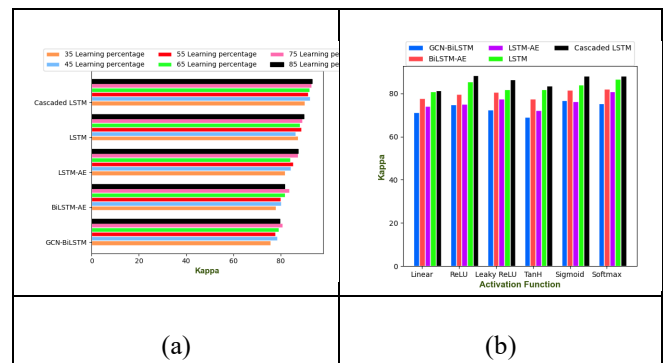 35 Learning percentage 55 Learning percentage 75 Learning pe
45 Learning percentage 65 Learning percentage 85 Learning pe
Cascaded LSTM
LSTM
LSTM-AE
BiLSTM-AE
GCN-BiLSTM
0 20 40 60 80
Kappa
(a)
GCN-BiLSTM LSTM-AE Cascaded LSTM
BiLSTM-AE LSTM
Kappa
80
60
40
20
0
Linear ReLU Leaky ReLU TanH Sigmoid Softmax
Activation Function
(b)